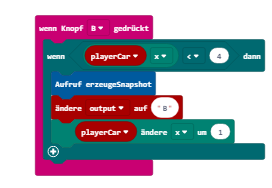 wenn Knopf B gedrückt
wenn playerCar x < 4 dann
Aufruf erzeugeSnapshot
ändere output auf "B"
playerCar ändere x um 1